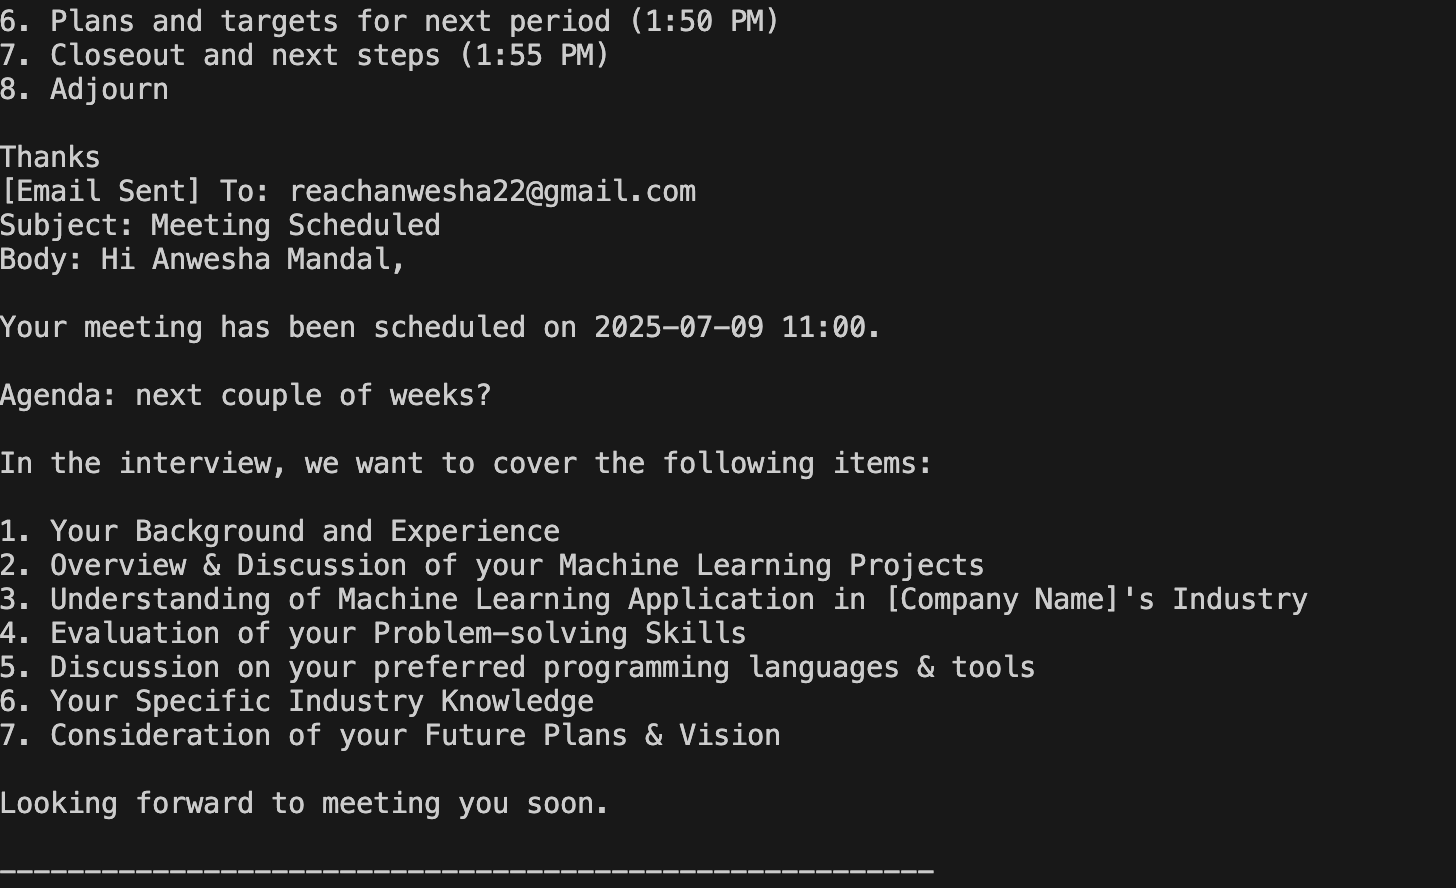 6. Plans and targets for next period (1:50 PM)
7. Closeout and next steps (1:55 PM)
8. Adjourn
Thanks
[Email Sent] To: reachanwesha22@gmail.com
Subject: Meeting Scheduled
Body: Hi Anwesha Mandal,
Your meeting has been scheduled on 2025-07-09 11:00.
Agenda: next couple of weeks?
In the interview, we want to cover the following items:
1. Your Background and Experience
2. Overview & Discussion of your Machine Learning Projects
3. Understanding of Machine Learning Application in [Company Name]'s Industry
4. Evaluation of your Problem-solving Skills
5. Discussion on your preferred programming languages & tools
6. Your Specific Industry Knowledge
7. Consideration of your Future Plans & Vision
Looking forward to meeting you soon.
-------------------------------------------------------